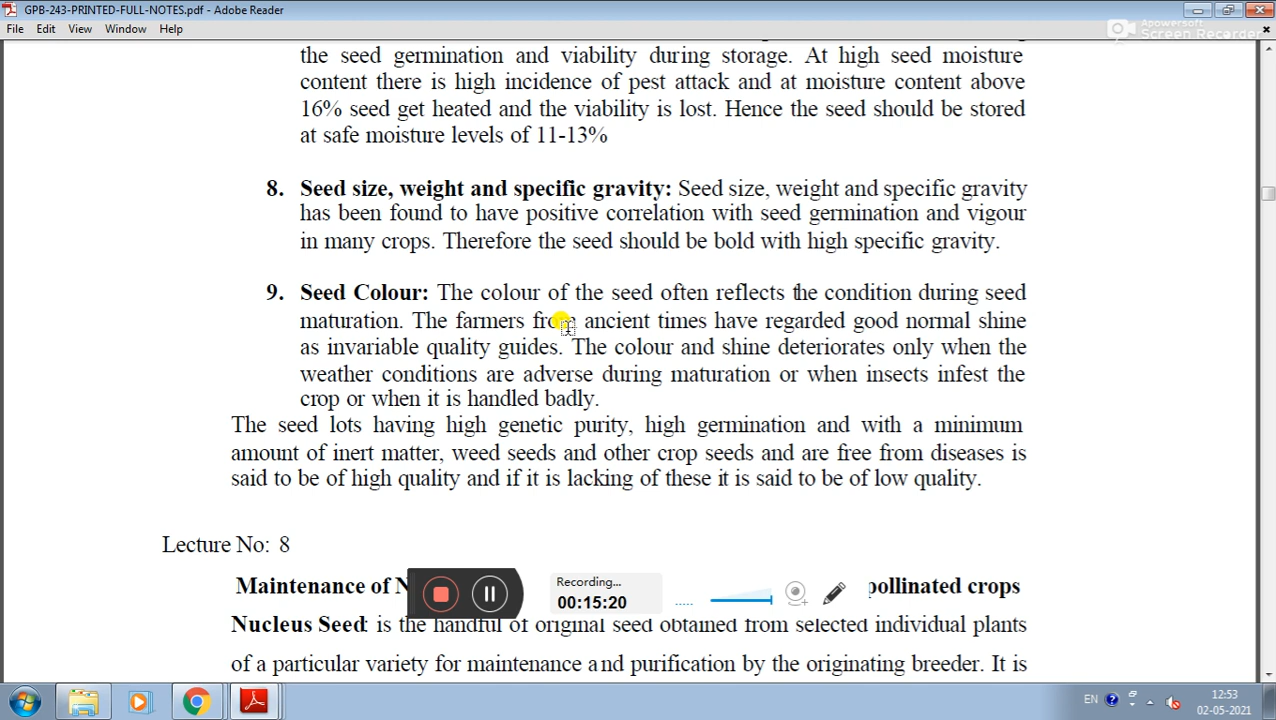 GPB-243-PRINTED-FULL-NOTES.pdf - Adobe Reader
File Edit View Window Help
Apowersoft
Screen Recorder
the seed germination and viability during storage. At high seed moisture
content there is high incidence of pest attack and at moisture content above
16% seed get heated and the viability is lost. Hence the seed should be stored
at safe moisture levels of 11-13%
8. Seed size, weight and specific gravity: Seed size, weight and specific gravity
has been found to have positive correlation with seed germination and vigour
in many crops. Therefore the seed should be bold with high specific gravity.
9. Seed Colour: The colour of the seed often reflects the condition during seed
maturation. The farmers from ancient times have regarded good normal shine
as invariable quality guides. The colour and shine deteriorates only when the
weather conditions are adverse during maturation or when insects infest the
crop or when it is handled badly.
The seed lots having high genetic purity, high germination and with a minimum
amount of inert matter, weed seeds and other crop seeds and are free from diseases is
said to be of high quality and if it is lacking of these it is said to be of low quality.
Lecture No: 8
Maintenance of N pollinated crops
Recording...
00:15:20
Nucleus Seed: is the handful of original seed obtained from selected individual plants
of a particular variety for maintenance and purification by the originating breeder. It is
EN
12:53
02-05-2021